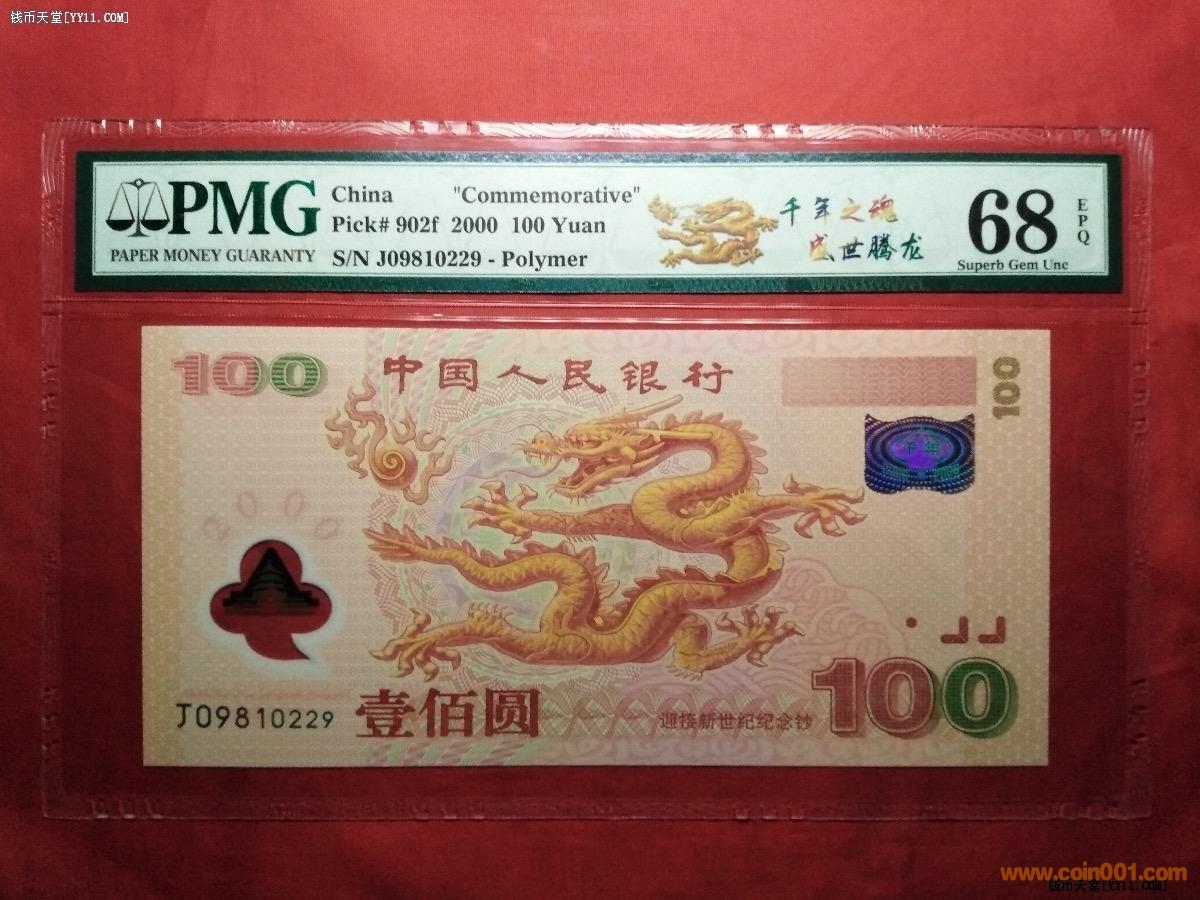 钱币天堂[YY11.COM]
PMG
PAPER MONEY GUARANTY
China "Commemorative"
Pick# 902f 2000 100 Yuan
S/N J09810229 - Polymer
千年之魂
盛世腾龙
68
EPQ
Superb Gem Unc
100
中国人民银行
100
千年
2000
J09810229
壹佰圆
迎接新世纪纪念钞
100
www.coin001.com
钱币天堂[YY11.COM]